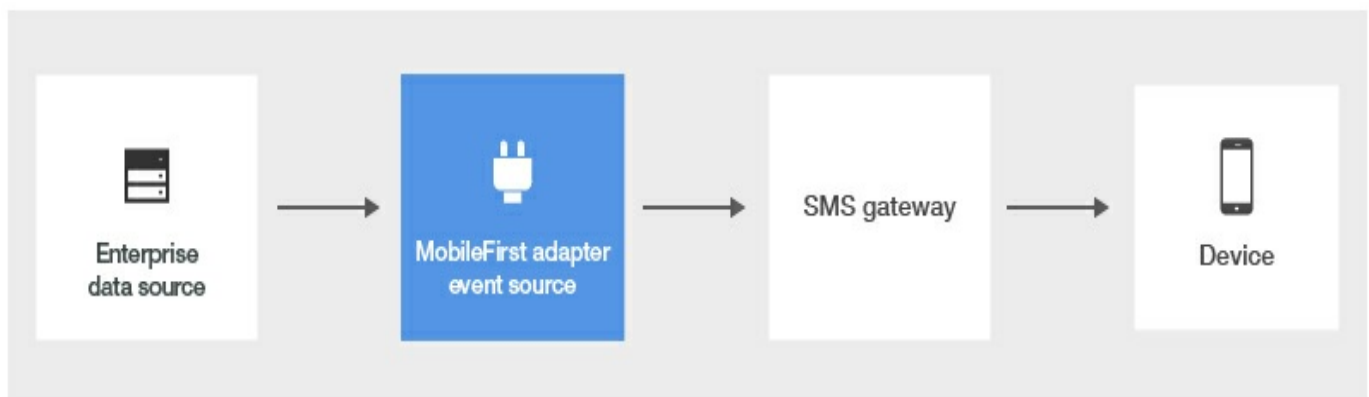 Enterprise
data source
MobileFirst adapter
event source
SMS gateway
Device